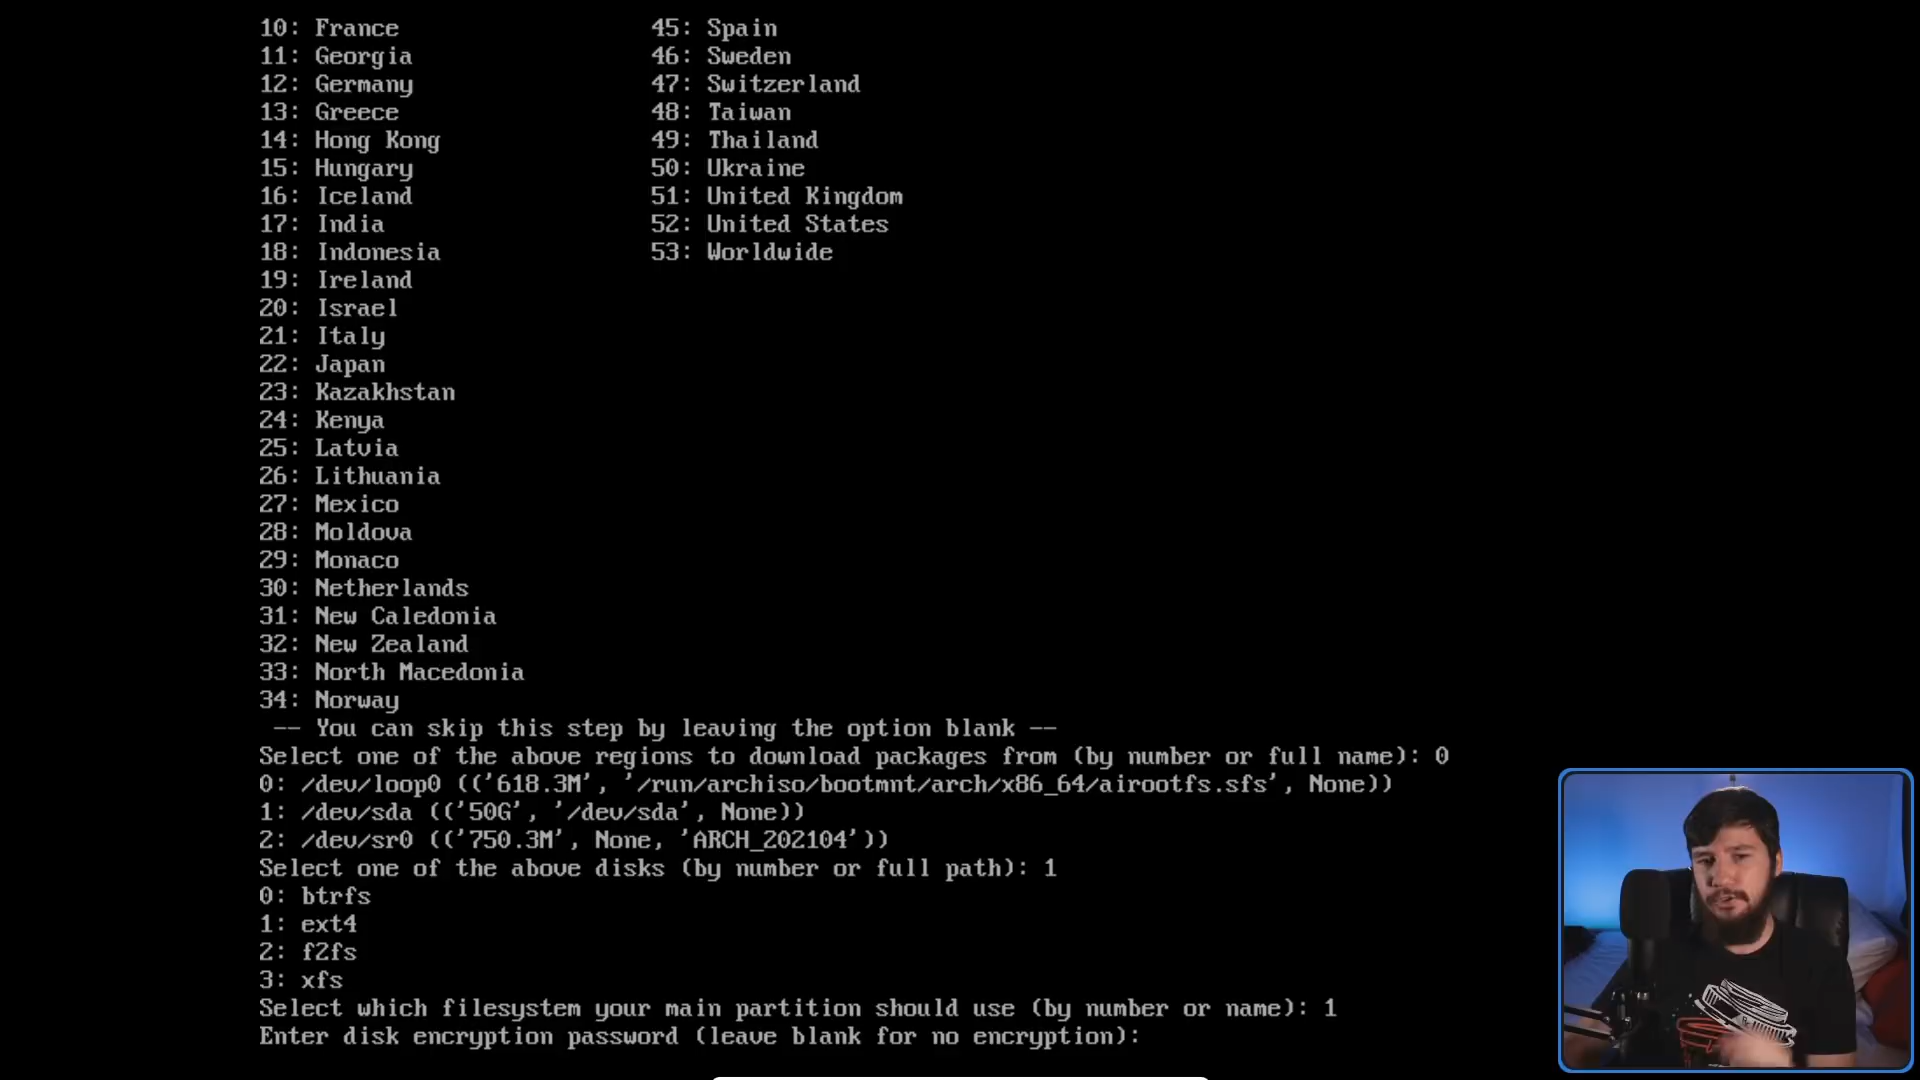 10: France 45: Spain
11: Georgia 46: Sweden
12: Germany 47: Switzerland
13: Greece 48: Taiwan
14: Hong Kong 49: Thailand
15: Hungary 50: Ukraine
16: Iceland 51: United Kingdom
17: India 52: United States
18: Indonesia 53: Worldwide
19: Ireland
20: Israel
21: Italy
22: Japan
23: Kazakhstan
24: Kenya
25: Latvia
26: Lithuania
27: Mexico
28: Moldova
29: Monaco
30: Netherlands
31: New Caledonia
32: New Zealand
33: North Macedonia
34: Norway
-- You can skip this step by leaving the option blank --
Select one of the above regions to download packages from (by number or full name): 0
0: /dev/loop0 (('618.3M', '/run/archiso/bootmnt/arch/x86_64/airootfs.sfs', None))
1: /dev/sda (('50G', '/dev/sda', None))
2: /dev/sr0 (('750.3M', None, 'ARCH_202104'))
Select one of the above disks (by number or full path): 1
0: btrfs
1: ext4
2: f2fs
3: xfs
Select which filesystem your main partition should use (by number or name): 1
Enter disk encryption password (leave blank for no encryption):